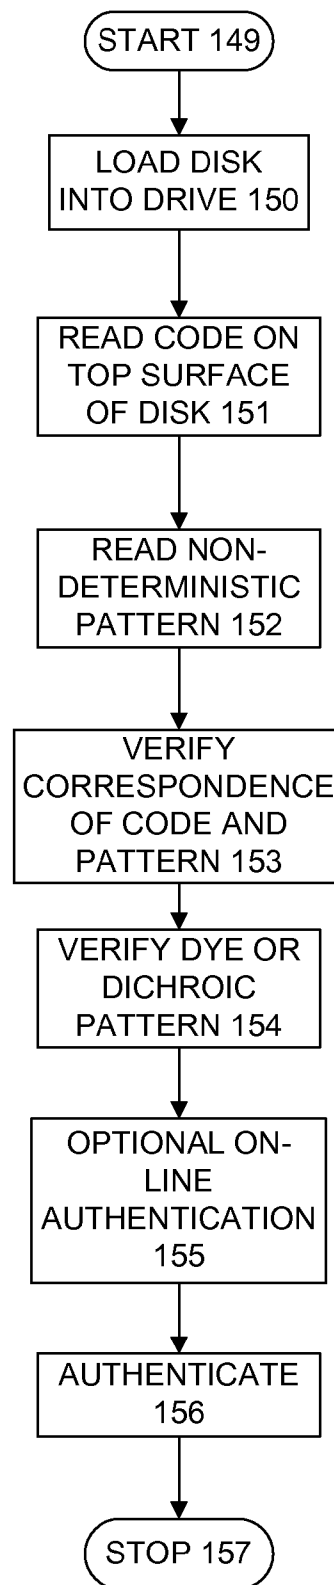 START 149
LOAD DISK
INTO DRIVE 150
READ CODE ON
TOP SURFACE
OF DISK 151
READ NON-
DETERMINISTIC
PATTERN 152
VERIFY
CORRESPONDENCE
OF CODE AND
PATTERN 153
VERIFY DYE OR
DICHROIC
PATTERN 154
OPTIONAL ON-
LINE
AUTHENTICATION
155
AUTHENTICATE
156
STOP 157